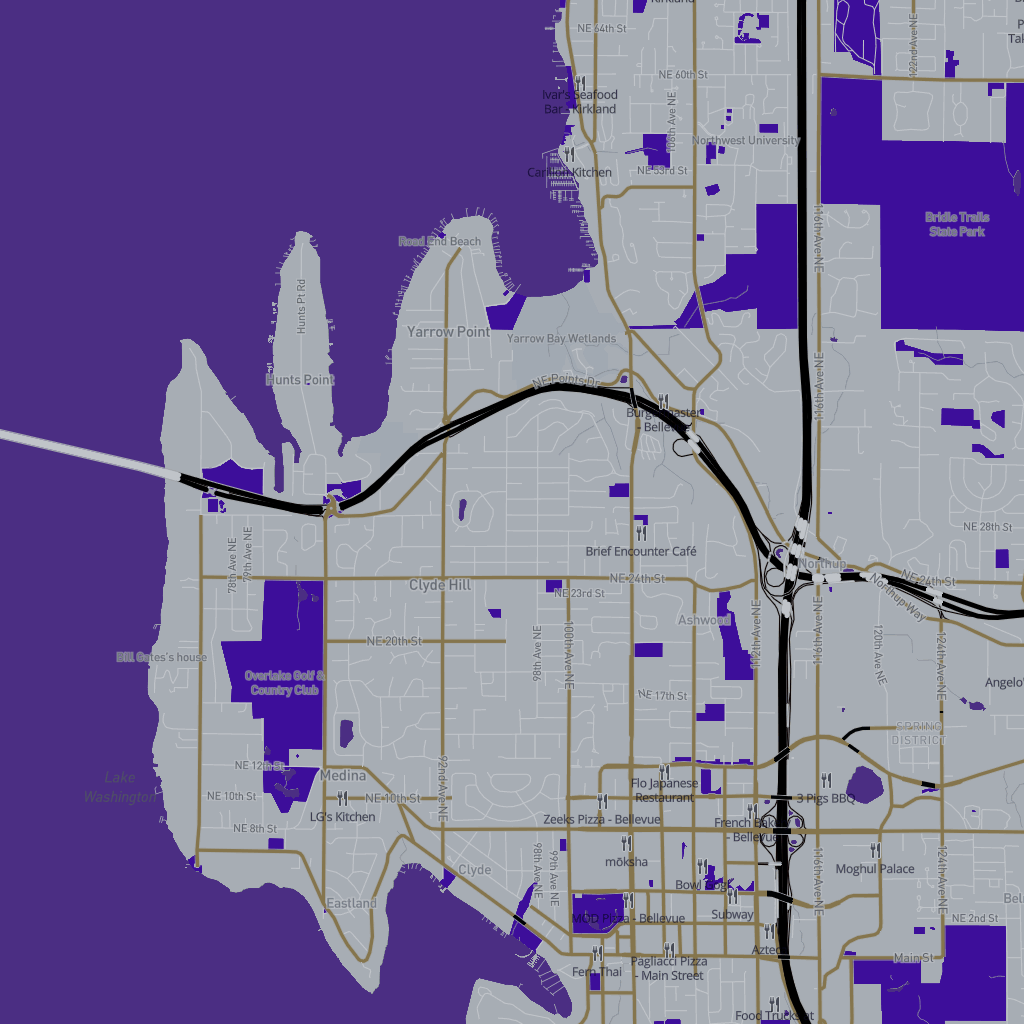 Kirkland
NE 64th St
122nd Ave NE
NE 60th St
Ivar's Seafood
Bar - Kirkland
106th Ave NE
Northwest University
Carillon Kitchen
NE 53rd St
116th Ave NE
Bridle Trails
State Park
Road End Beach
Hunts Pt Rd
Yarrow Point
Yarrow Bay Wetlands
Hunts Point
NE Points Dr
116th Ave NE
Burgermaster
- Bellevue
NE 28th St
78th Ave NE
79th Ave NE
Brief Encounter Café
Northup
NE 24th St
NE 24th St
Northup Way
Clyde Hill
NE 23rd St
Ashwood
112th Ave NE
116th Ave NE
NE 20th St
98th Ave NE
100th Ave NE
120th Ave NE
124th Ave NE
Bill Gates's house
Overlake Golf &
Country Club
NE 17th St
Angelo's
SPRING
DISTRICT
NE 12th St
Medina
Lake
Washington
92nd Ave NE
Flo Japanese
Restaurant
NE 10th St
NE 10th St
3 Pigs BBQ
LG's Kitchen
Zeeks Pizza - Bellevue
French Bakery
- Bellevue
NE 8th St
mōksha
Clyde
98th Ave NE
99th Ave NE
116th Ave NE
124th Ave NE
Moghul Palace
Eastland
MOD Pizza - Bellevue
Subway
NE 2nd St
Main St
Fern Thai
Pagliacci Pizza
- Main Street